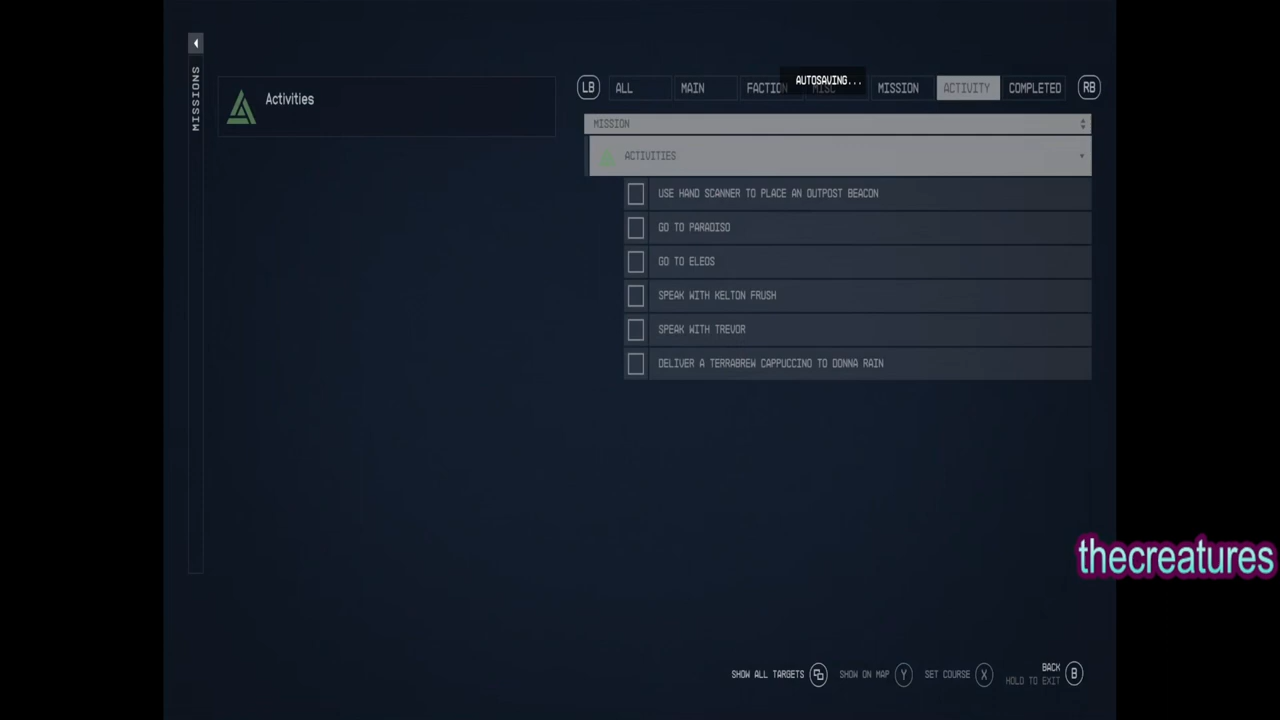 MISSIONS
Activities
LB
ALL
MAIN
FACTION
MISC
AUTOSAVING...
MISSION
ACTIVITY
COMPLETED
RB
MISSION
ACTIVITIES
USE HAND SCANNER TO PLACE AN OUTPOST BEACON
GO TO PARADISO
GO TO ELEOS
SPEAK WITH KELTON FRUSH
SPEAK WITH TREVOR
DELIVER A TERRABREW CAPPUCCINO TO DONNA RAIN
thecreatures
SHOW ALL TARGETS
SHOW ON MAP Y
SET COURSE X
BACK B
HOLD TO EXIT